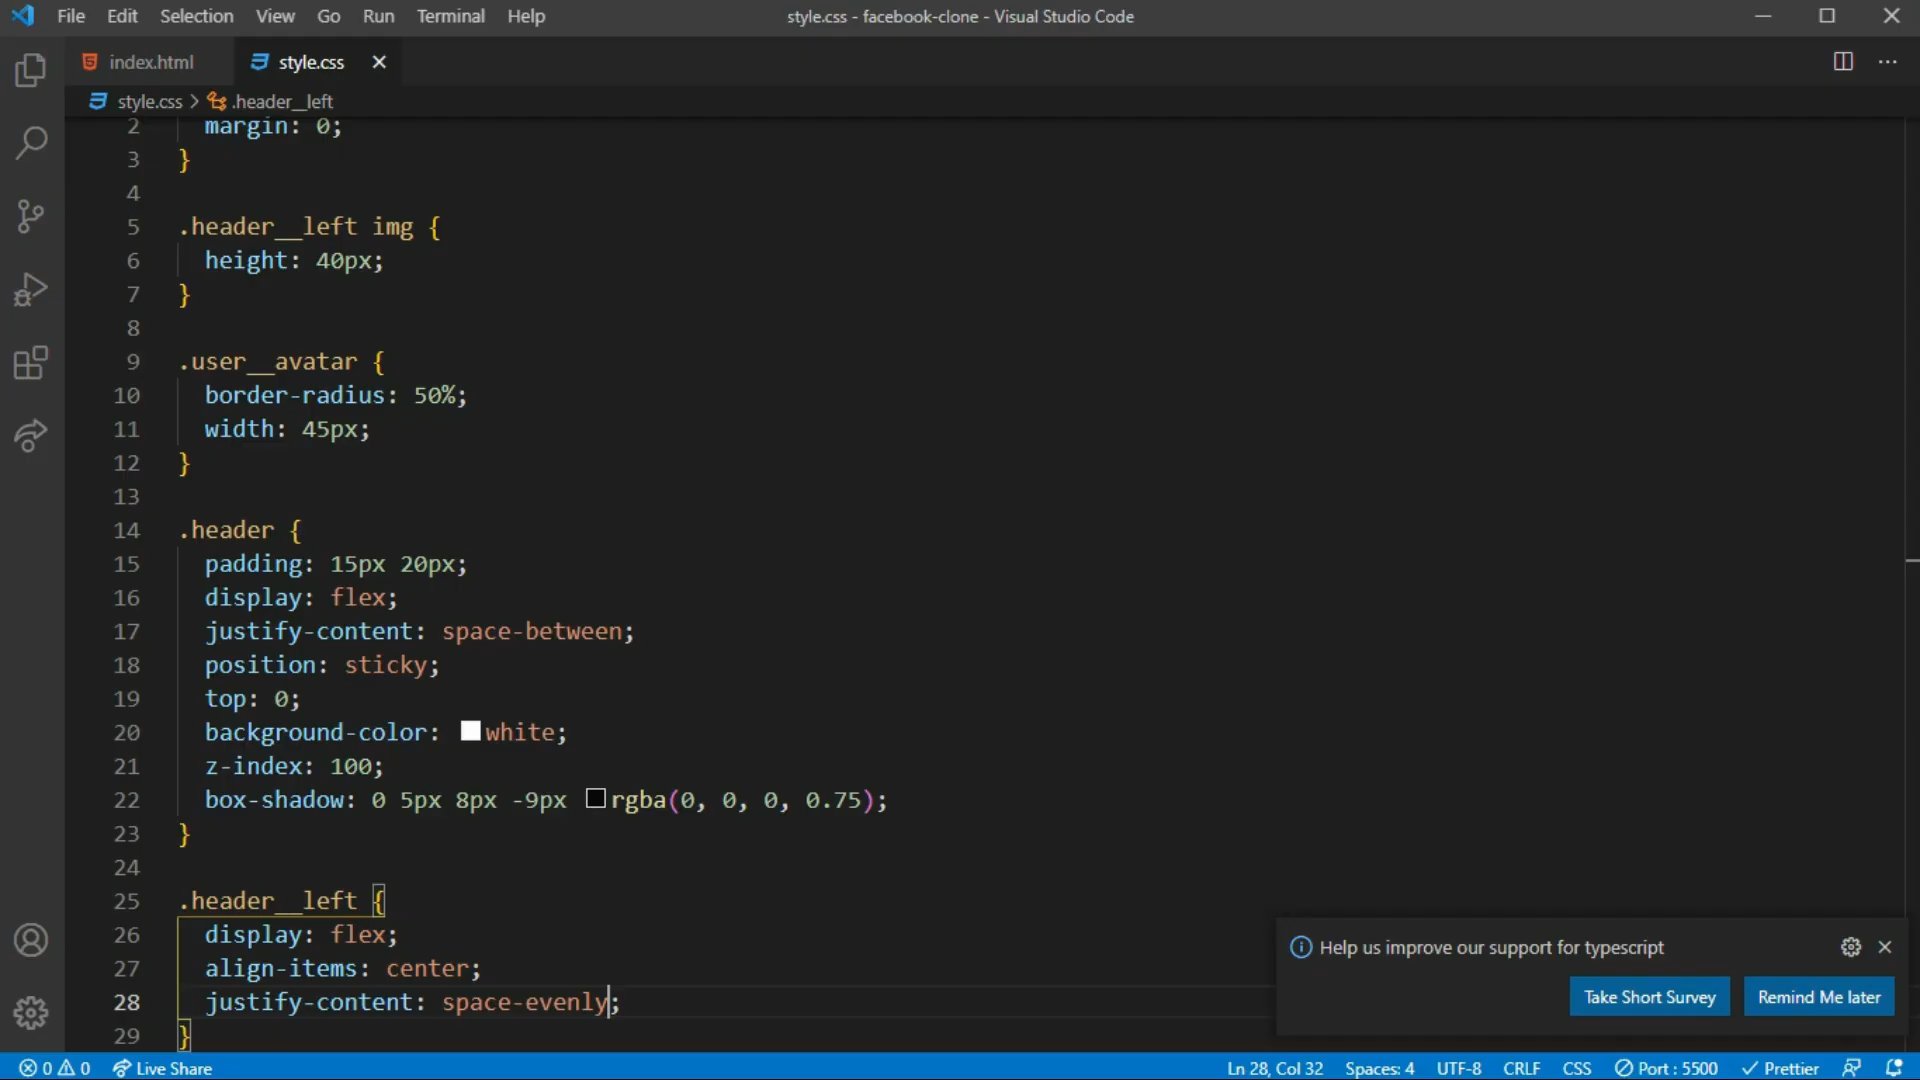 File Edit Selection View Go Run Terminal Help
style.css - facebook-clone - Visual Studio Code
index.html
style.css
style.css > .header__left
2 margin: 0;
3 }
4
5 .header__left img {
6 height: 40px;
7 }
8
9 .user__avatar {
10 border-radius: 50%;
11 width: 45px;
12 }
13
14 .header {
15 padding: 15px 20px;
16 display: flex;
17 justify-content: space-between;
18 position: sticky;
19 top: 0;
20 background-color: white;
21 z-index: 100;
22 box-shadow: 0 5px 8px -9px rgba(0, 0, 0, 0.75);
23 }
24
25 .header__left {
26 display: flex;
27 align-items: center;
28 justify-content: space-evenly;
29 }
Help us improve our support for typescript
Take Short Survey
Remind Me later
0 0 Live Share
Ln 28, Col 32 Spaces: 4 UTF-8 CRLF CSS Port : 5500 Prettier